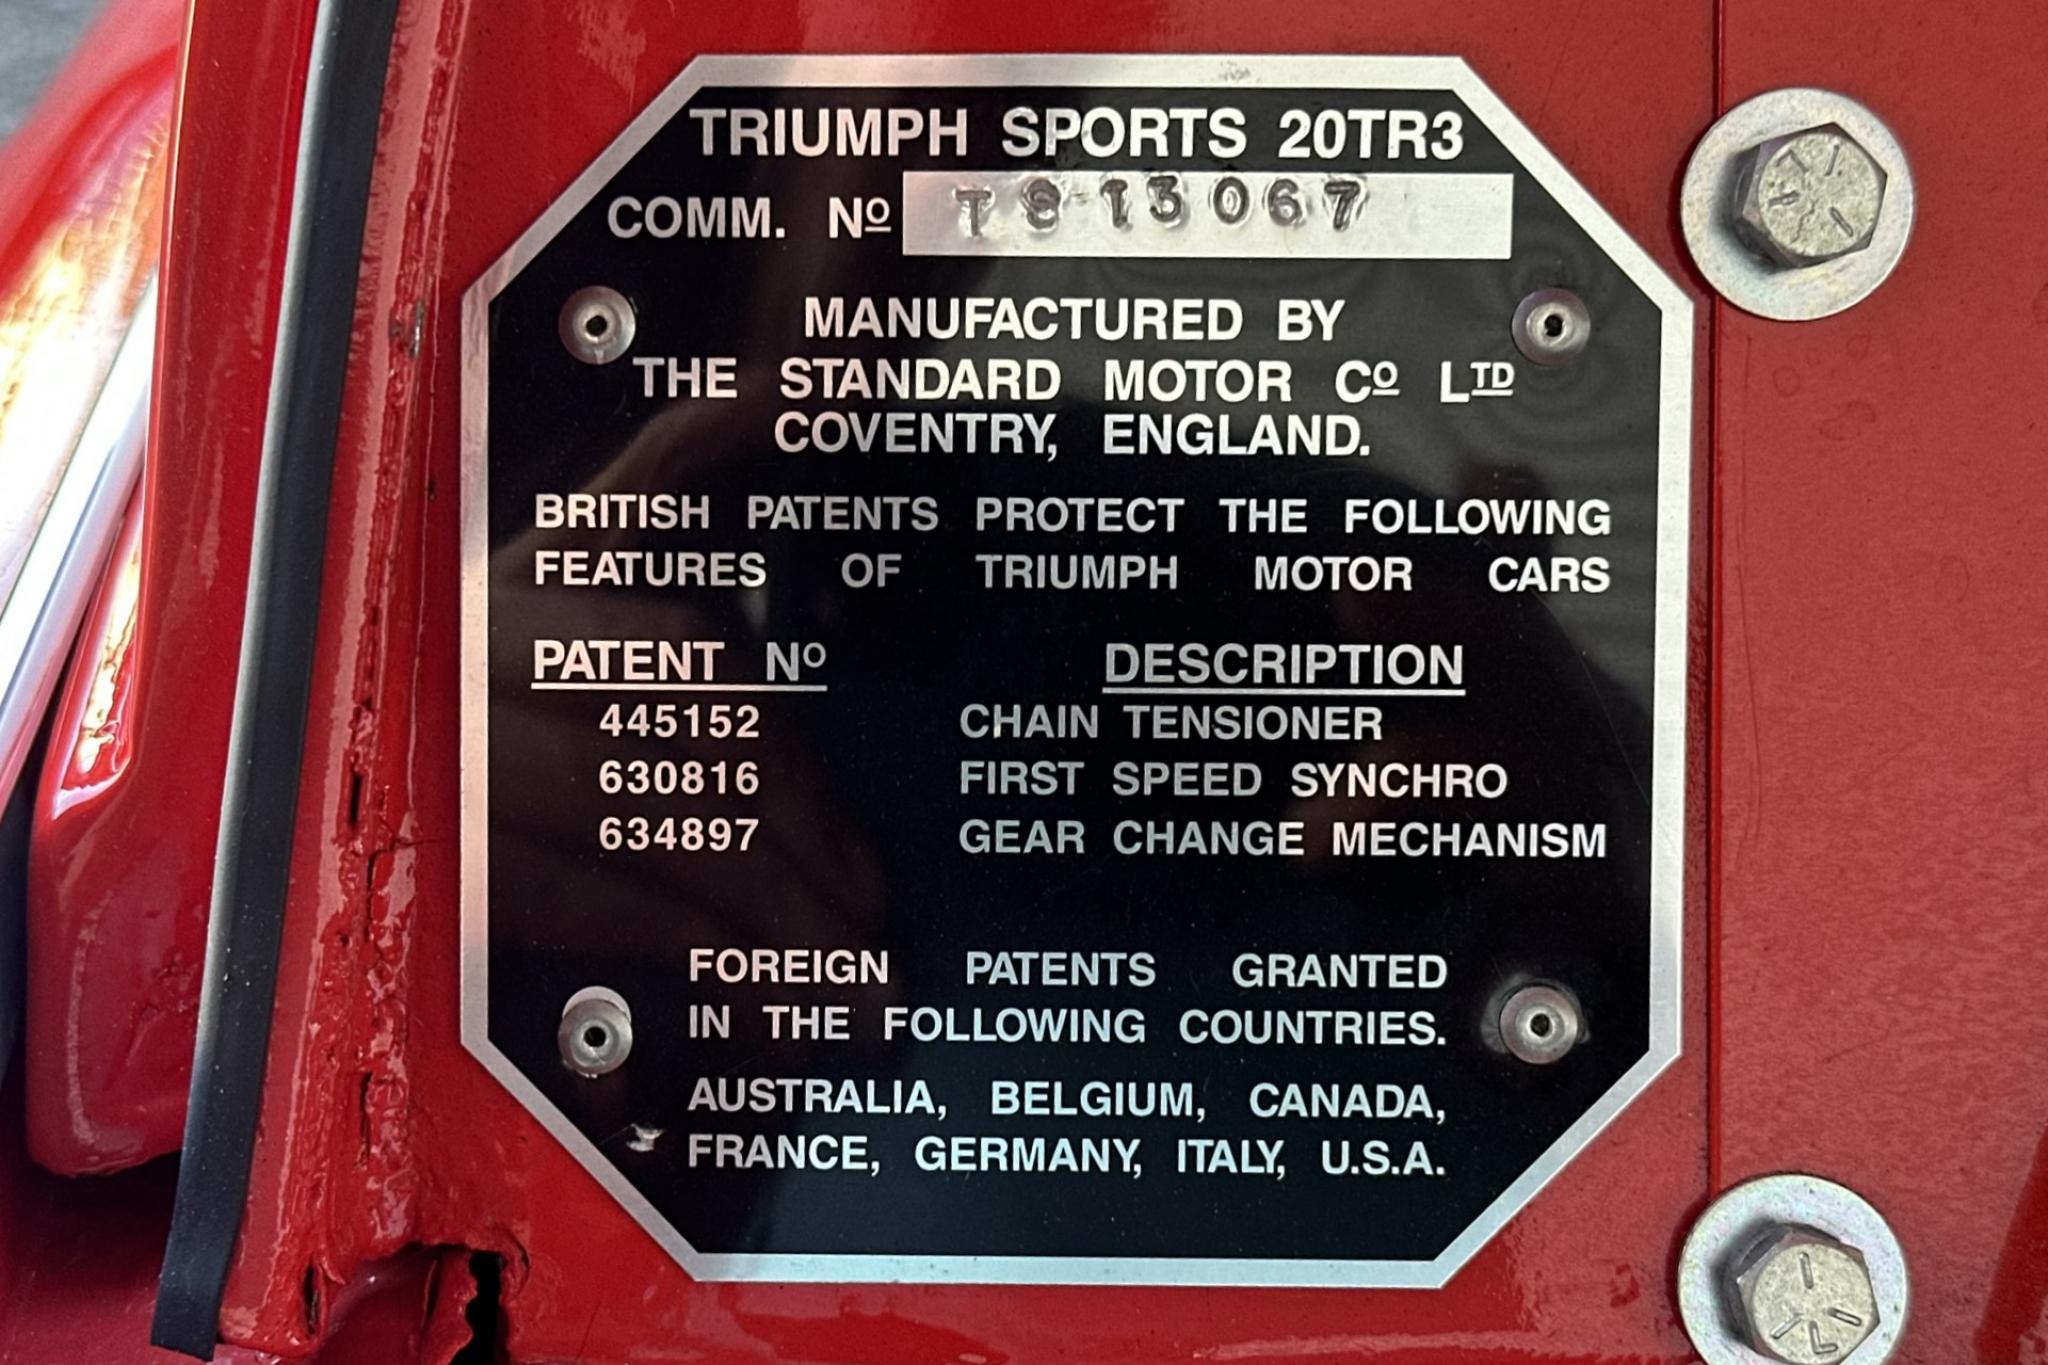 TRIUMPH SPORTS 20TR3
COMM. Nº TS13067
MANUFACTURED BY
THE STANDARD MOTOR Cº LTD
COVENTRY, ENGLAND.
BRITISH PATENTS PROTECT THE FOLLOWING
FEATURES OF TRIUMPH MOTOR CARS
PATENT Nº DESCRIPTION
445152 CHAIN TENSIONER
630816 FIRST SPEED SYNCHRO
634897 GEAR CHANGE MECHANISM
FOREIGN PATENTS GRANTED
IN THE FOLLOWING COUNTRIES.
AUSTRALIA, BELGIUM, CANADA,
FRANCE, GERMANY, ITALY, U.S.A.